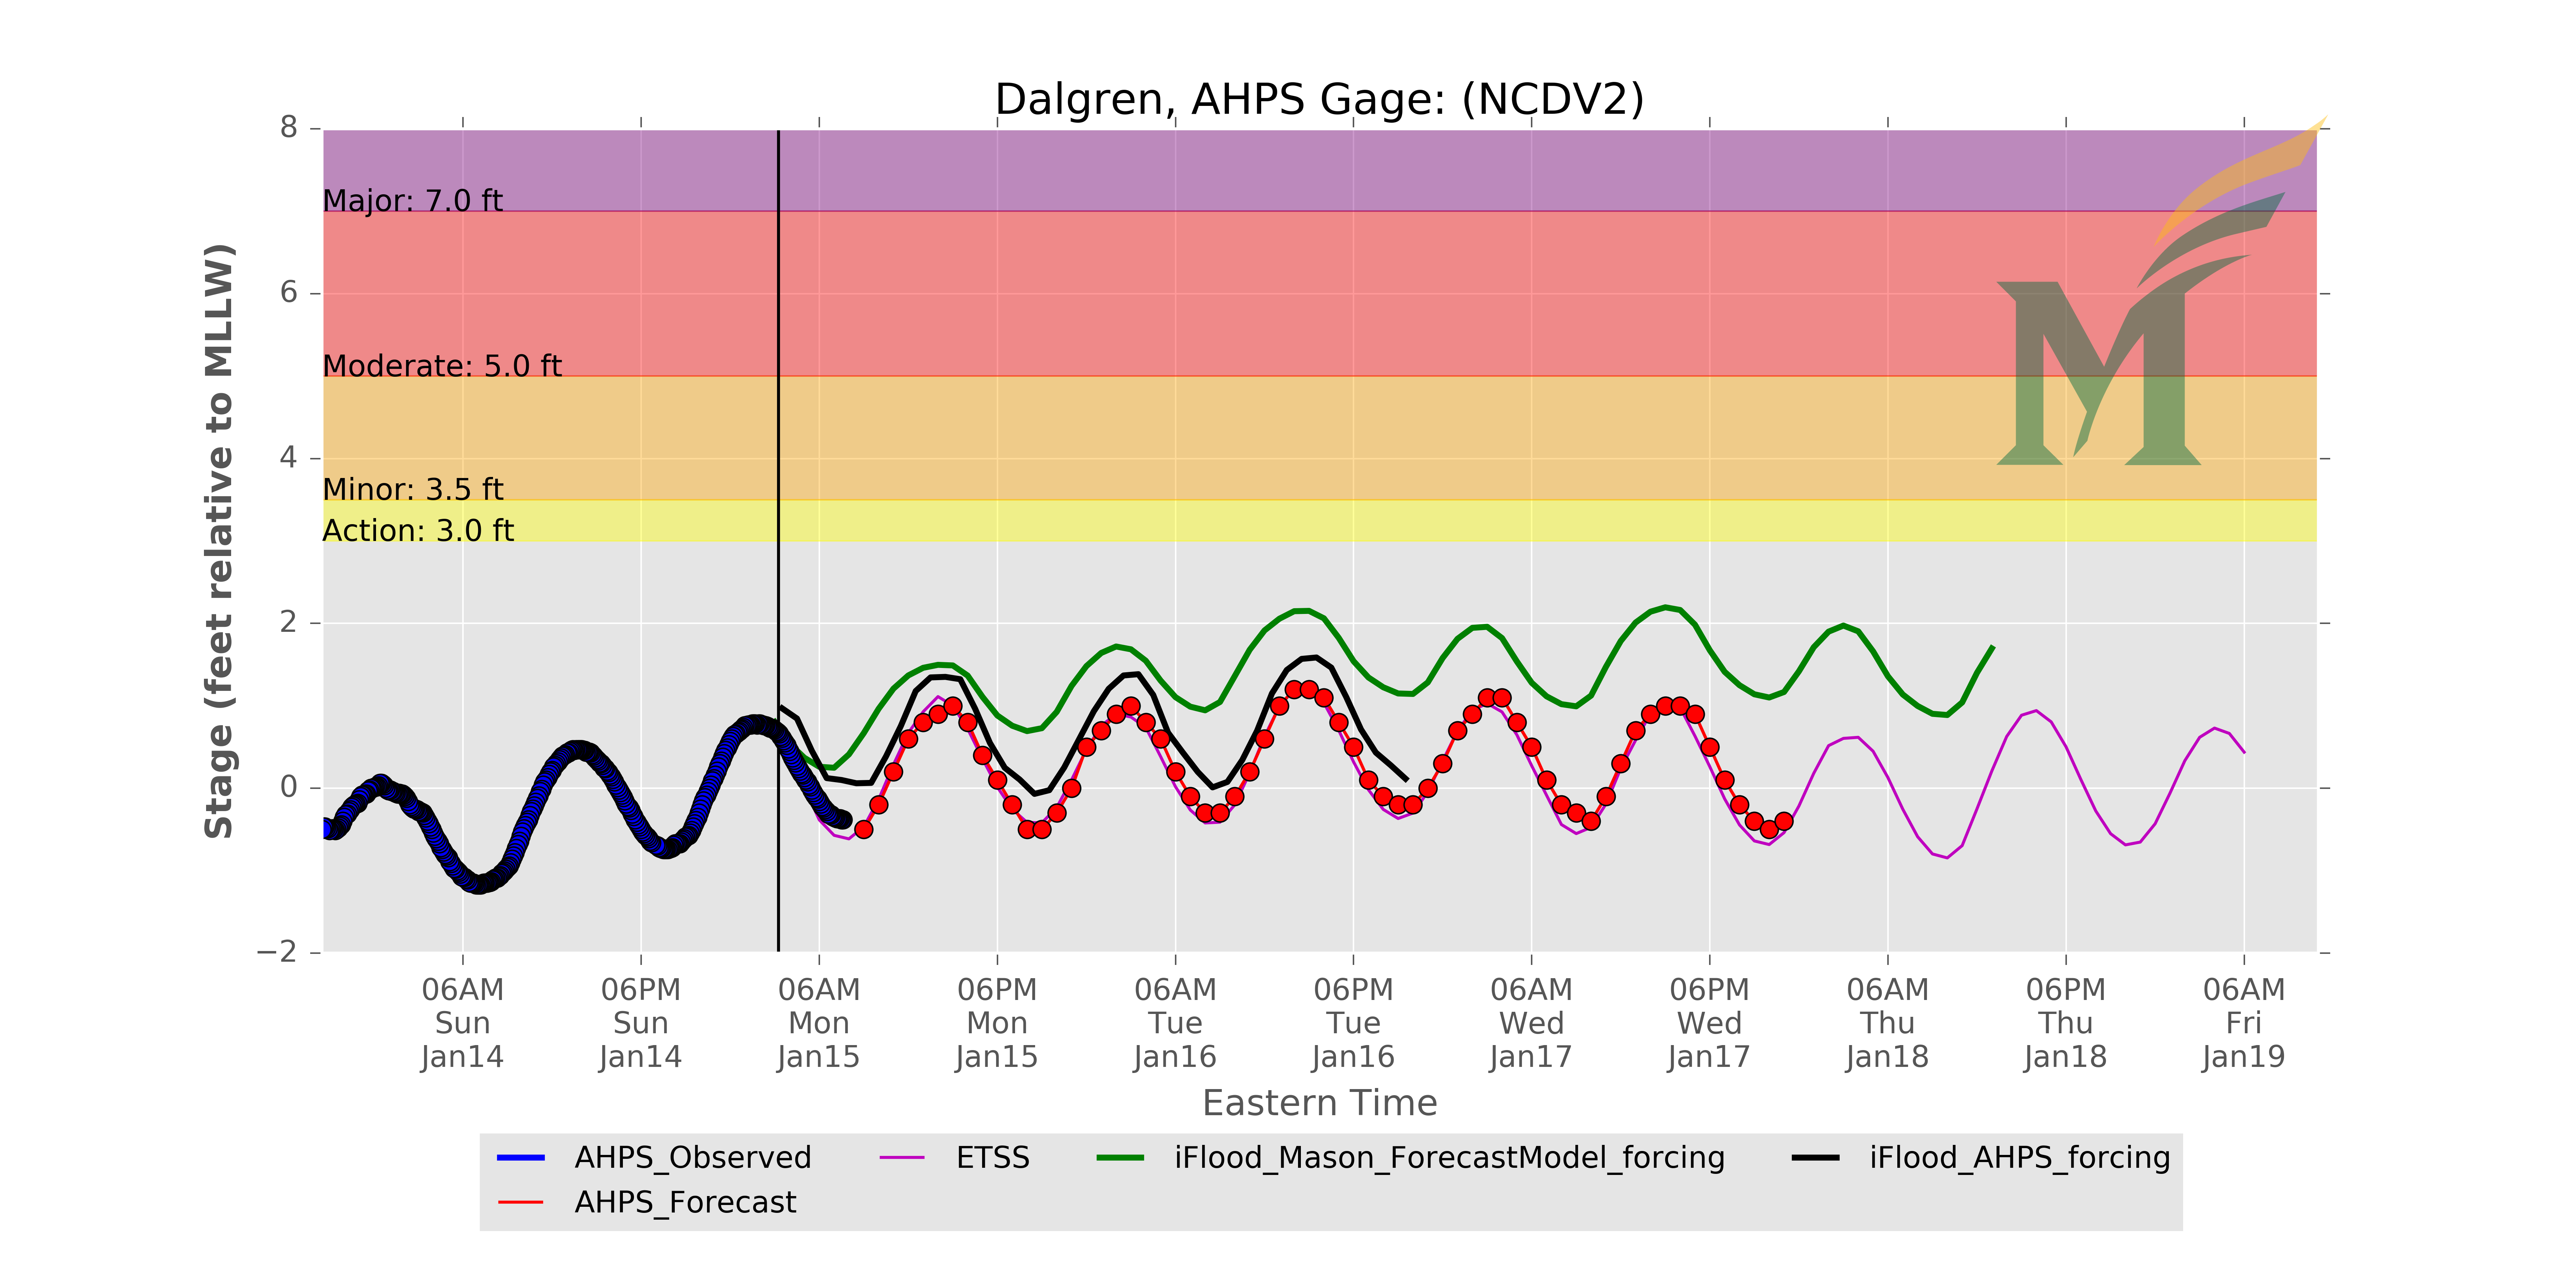 Dalgren, AHPS Gage: (NCDV2)
8
Major: 7.0 ft
6
Moderate: 5.0 ft
4
Minor: 3.5 ft
Action: 3.0 ft
2
0
−2
Stage (feet relative to MLLW)
06AM
Sun
Jan14
06PM
Sun
Jan14
06AM
Mon
Jan15
06PM
Mon
Jan15
06AM
Tue
Jan16
06PM
Tue
Jan16
06AM
Wed
Jan17
06PM
Wed
Jan17
06AM
Thu
Jan18
06PM
Thu
Jan18
06AM
Fri
Jan19
Eastern Time
AHPS_Observed
AHPS_Forecast
ETSS
iFlood_Mason_ForecastModel_forcing
iFlood_AHPS_forcing
M